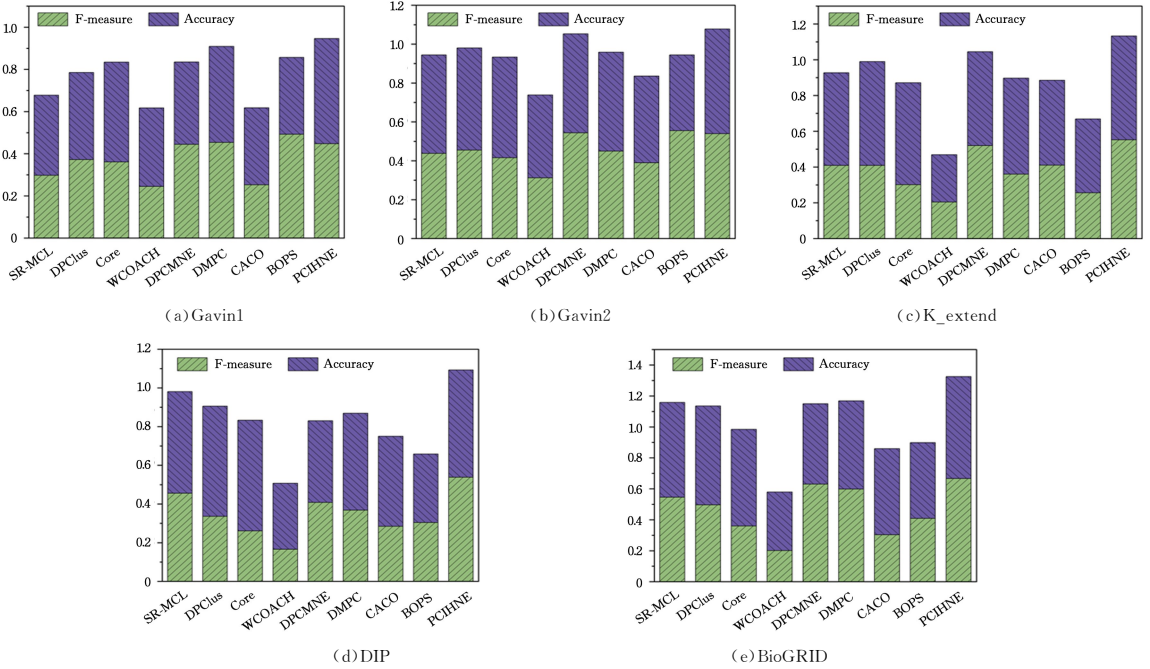 F-measure Accuracy
1.0
0.8
0.6
0.4
0.2
0
SR-MCL DPClus Core WCOACH DPCMNE DMPC CACO BOPS PCIHNE
(a)Gavin1
F-measure Accuracy
1.2
1.0
0.8
0.6
0.4
0.2
0
SR-MCL DPClus Core WCOACH DPCMNE DMPC CACO BOPS PCIHNE
(b)Gavin2
F-measure Accuracy
1.2
1.0
0.8
0.6
0.4
0.2
0
SR-MCL DPClus Core WCOACH DPCMNE DMPC CACO BOPS PCIHNE
(c)K_extend
F-measure Accuracy
1.2
1.0
0.8
0.6
0.4
0.2
0
SR-MCL DPClus Core WCOACH DPCMNE DMPC CACO BOPS PCIHNE
(d)DIP
F-measure Accuracy
1.4
1.2
1.0
0.8
0.6
0.4
0.2
0
SR-MCL DPClus Core WCOACH DPCMNE DMPC CACO BOPS PCIHNE
(e)BioGRID